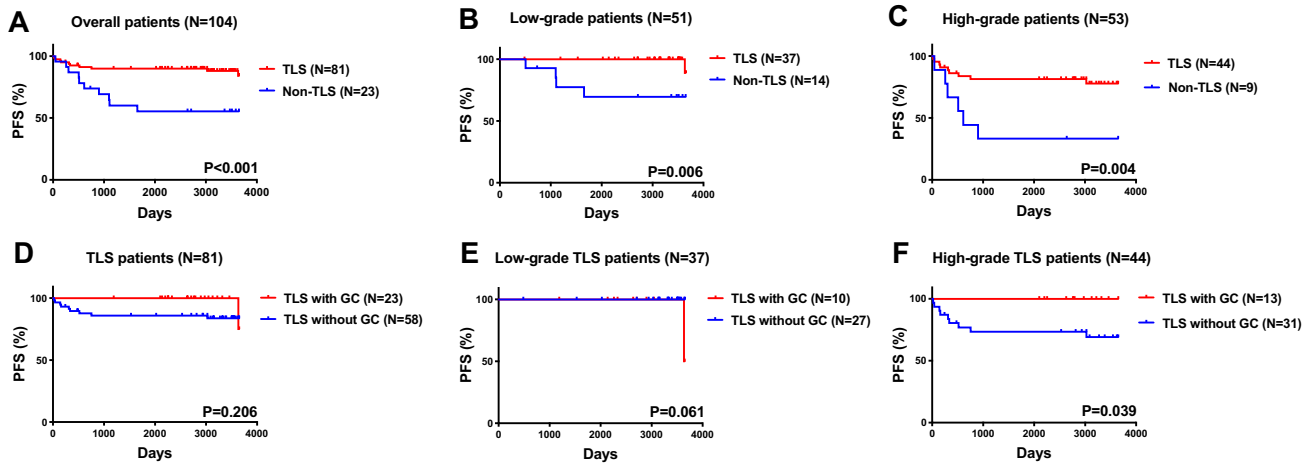 A
Overall patients (N=104)
100
50
0
PFS (%)
0 1000 2000 3000 4000
Days
TLS (N=81)
Non-TLS (N=23)
P<0.001
B
Low-grade patients (N=51)
100
50
0
PFS (%)
0 1000 2000 3000 4000
Days
TLS (N=37)
Non-TLS (N=14)
P=0.006
C
High-grade patients (N=53)
100
50
0
PFS (%)
0 1000 2000 3000 4000
Days
TLS (N=44)
Non-TLS (N=9)
P=0.004
D
TLS patients (N=81)
100
50
0
PFS (%)
0 1000 2000 3000 4000
Days
TLS with GC (N=23)
TLS without GC (N=58)
P=0.206
E
Low-grade TLS patients (N=37)
100
50
0
PFS (%)
0 1000 2000 3000 4000
Days
TLS with GC (N=10)
TLS without GC (N=27)
P=0.061
F
High-grade TLS patients (N=44)
100
50
0
PFS (%)
0 1000 2000 3000 4000
Days
TLS with GC (N=13)
TLS without GC (N=31)
P=0.039